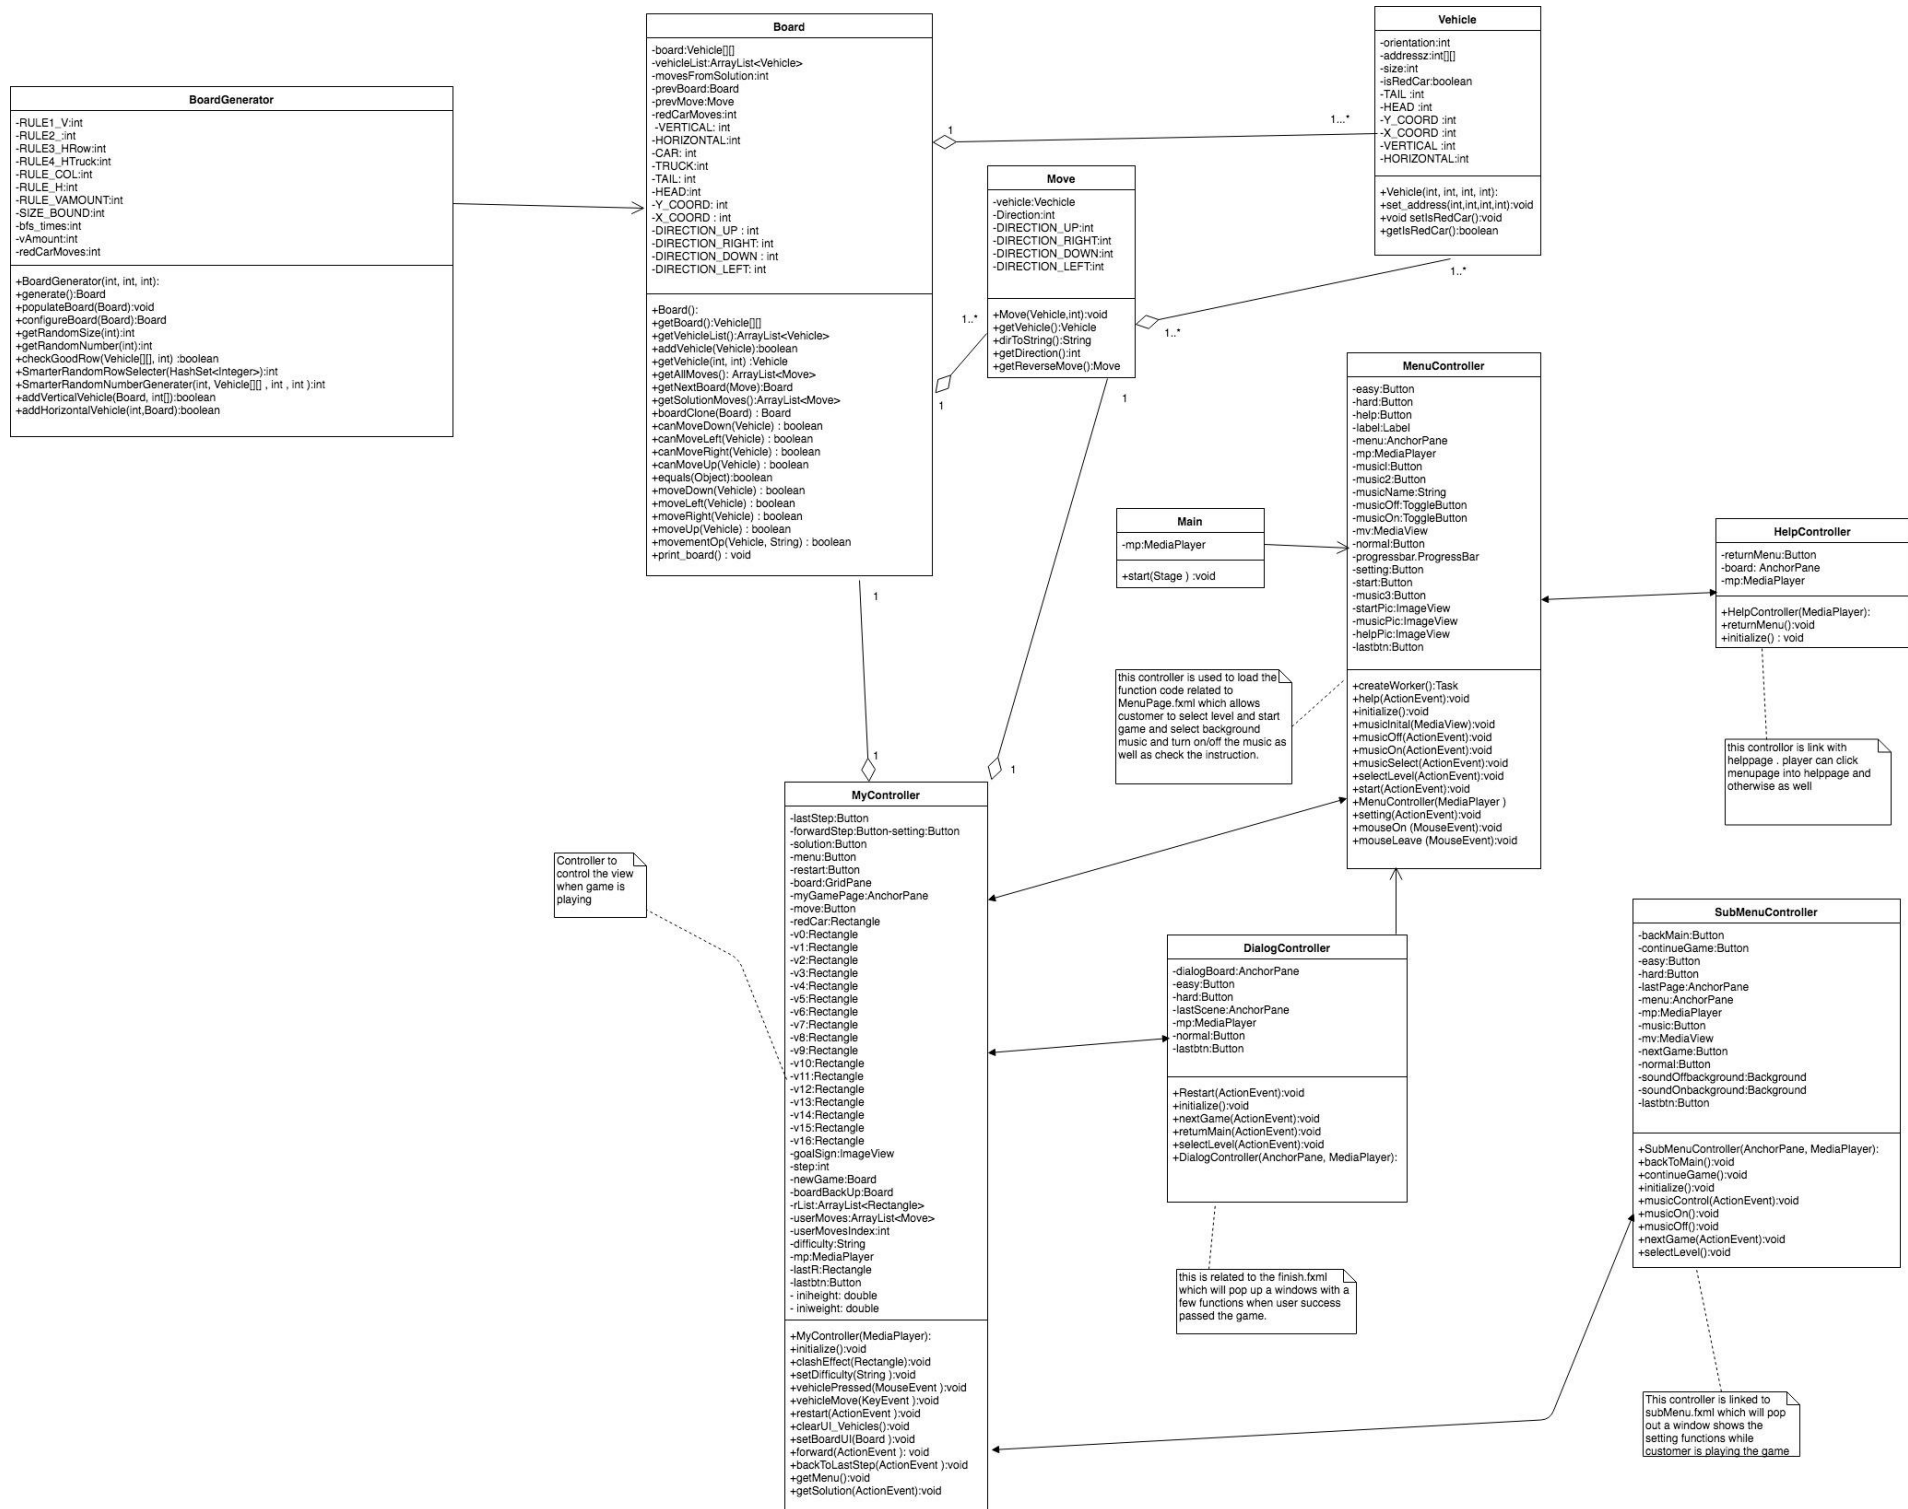 BoardGenerator
-RULE1_V:int
-RULE2_:int
-RULE3_HRow:int
-RULE4_HTruck:int
-RULE_COL:int
-RULE_H:int
-RULE_VAMOUNT:int
-SIZE_BOUND:int
-bfs_times:int
-vAmount:int
-redCarMoves:int
+BoardGenerator(int, int, int):
+generate():Board
+populateBoard(Board):void
+configureBoard(Board):Board
+getRandomSize(int):int
+getRandomNumber(int):int
+checkGoodRow(Vehicle[][], int) :boolean
+SmarterRandomRowSelecter(HashSet<Integer>):int
+SmarterRandomNumberGenerater(int, Vehicle[][] , int , int ):int
+addVerticalVehicle(Board, int[]):boolean
+addHorizontalVehicle(int,Board):boolean
Board
-board:Vehicle[][]
-vehicleList:ArrayList<Vehicle>
-movesFromSolution:int
-prevBoard:Board
-prevMove:Move
-redCarMoves:int
-VERTICAL: int
-HORIZONTAL:int
-CAR: int
-TRUCK:int
-TAIL: int
-HEAD:int
-Y_COORD: int
-X_COORD : int
-DIRECTION_UP : int
-DIRECTION_RIGHT: int
-DIRECTION_DOWN : int
-DIRECTION_LEFT: int
+Board():
+getBoard():Vehicle[][]
+getVehicleList():ArrayList<Vehicle>
+addVehicle(Vehicle):boolean
+getVehicle(int, int) :Vehicle
+getAllMoves(): ArrayList<Move>
+getNextBoard(Move):Board
+getSolutionMoves():ArrayList<Move>
+boardClone(Board) : Board
+canMoveDown(Vehicle) : boolean
+canMoveLeft(Vehicle) : boolean
+canMoveRight(Vehicle) : boolean
+canMoveUp(Vehicle) : boolean
+equals(Object):boolean
+moveDown(Vehicle) : boolean
+moveLeft(Vehicle) : boolean
+moveRight(Vehicle) : boolean
+moveUp(Vehicle) : boolean
+movementOp(Vehicle, String) : boolean
+print_board() : void
1
1...*
Vehicle
-orientation:int
-addressz:int[][]
-size:int
-isRedCar:boolean
-TAIL :int
-HEAD :int
-Y_COORD :int
-X_COORD :int
-VERTICAL :int
-HORIZONTAL:int
+Vehicle(int, int, int, int):
+set_address(int,int,int,int):void
+void setIsRedCar():void
+getIsRedCar():boolean
1..*
1..*
Move
-vehicle:Vechicle
-Direction:int
-DIRECTION_UP:int
-DIRECTION_RIGHT:int
-DIRECTION_DOWN:int
-DIRECTION_LEFT:int
+Move(Vehicle,int):void
+getVehicle():Vehicle
+dirToString():String
+getDirection():int
+getReverseMove():Move
1..*
1
1
1
1
1
MenuController
-easy:Button
-hard:Button
-help:Button
-label:Label
-menu:AnchorPane
-mp:MediaPlayer
-musicl:Button
-music2:Button
-musicName:String
-musicOff:ToggleButton
-musicOn:ToggleButton
-mv:MediaView
-normal:Button
-progressbar.ProgressBar
-setting:Button
-start:Button
-music3:Button
-startPic:ImageView
-musicPic:ImageView
-helpPic:ImageView
-lastbtn:Button
+createWorker():Task
+help(ActionEvent):void
+initialize():void
+musicInital(MediaView):void
+musicOff(ActionEvent):void
+musicOn(ActionEvent):void
+musicSelect(ActionEvent):void
+selectLevel(ActionEvent):void
+start(ActionEvent):void
+MenuController(MediaPlayer )
+setting(ActionEvent):void
+mouseOn (MouseEvent):void
+mouseLeave (MouseEvent):void
Main
-mp:MediaPlayer
+start(Stage ) :void
HelpController
-returnMenu:Button
-board: AnchorPane
-mp:MediaPlayer
+HelpController(MediaPlayer):
+returnMenu():void
+initialize() : void
this controller is used to load the
function code related to
MenuPage.fxml which allows
customer to select level and start
game and select background
music and turn on/off the music as
well as check the instruction.
this controllor is link with
helppage . player can click
menupage into helppage and
otherwise as well
MyController
-lastStep:Button
-forwardStep:Button-setting:Button
-solution:Button
-menu:Button
-restart:Button
-board:GridPane
-myGamePage:AnchorPane
-move:Button
-redCar:Rectangle
-v0:Rectangle
-v1:Rectangle
-v2:Rectangle
-v3:Rectangle
-v4:Rectangle
-v5:Rectangle
-v6:Rectangle
-v7:Rectangle
-v8:Rectangle
-v9:Rectangle
-v10:Rectangle
-v11:Rectangle
-v12:Rectangle
-v13:Rectangle
-v14:Rectangle
-v15:Rectangle
-v16:Rectangle
-goalSign:ImageView
-step:int
-newGame:Board
-boardBackUp:Board
-rList:ArrayList<Rectangle>
-userMoves:ArrayList<Move>
-userMovesIndex:int
-difficulty:String
-mp:MediaPlayer
-lastR:Rectangle
-lastbtn:Button
- iniheight: double
- iniweight: double
+MyController(MediaPlayer):
+initialize():void
+clashEffect(Rectangle):void
+setDifficulty(String ):void
+vehiclePressed(MouseEvent ):void
+vehicleMove(KeyEvent ):void
+restart(ActionEvent ):void
+clearUI_Vehicles():void
+setBoardUI(Board ):void
+forward(ActionEvent ): void
+backToLastStep(ActionEvent ):void
+getMenu():void
+getSolution(ActionEvent):void
Controller to
control the view
when game is
playing
DialogController
-dialogBoard:AnchorPane
-easy:Button
-hard:Button
-lastScene:AnchorPane
-mp:MediaPlayer
-normal:Button
-lastbtn:Button
+Restart(ActionEvent):void
+initialize():void
+nextGame(ActionEvent):void
+retumMain(ActionEvent):void
+selectLevel(ActionEvent):void
+DialogController(AnchorPane, MediaPlayer):
this is related to the finish.fxml
which will pop up a windows with a
few functions when user success
passed the game.
SubMenuController
-backMain:Button
-continueGame:Button
-easy:Button
-hard:Button
-lastPage:AnchorPane
-menu:AnchorPane
-mp:MediaPlayer
-music:Button
-mv:MediaView
-nextGame:Button
-normal:Button
-soundOffbackground:Background
-soundOnbackground:Background
-lastbtn:Button
+SubMenuController(AnchorPane, MediaPlayer):
+backToMain():void
+continueGame():void
+initialize():void
+musicControl(ActionEvent):void
+musicOn():void
+musicOff():void
+nextGame(ActionEvent):void
+selectLevel():void
This controller is linked to
subMenu.fxml which will pop
out a window shows the
setting functions while
customer is playing the game